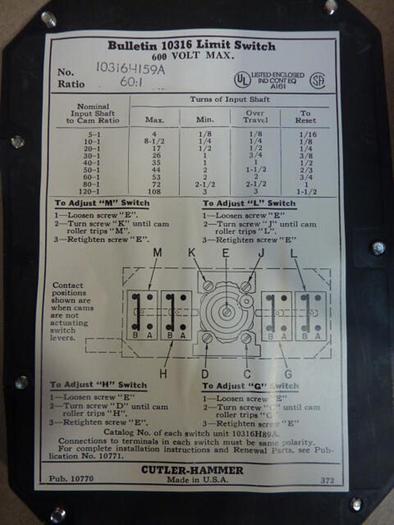 Bulletin 10316 Limit Switch
600 VOLT MAX.
No. 10316H159A
Ratio 60:1
UL LISTED-ENCLOSED
IND CONT EQ
A161
Nominal Input Shaft to Cam Ratio
Turns of Input Shaft
Max. Min. Over Travel To Reset
5-1 4 1/8 1/8 1/16
10-1 8-1/2 1/4 1/4 1/8
20-1 17 1/2 1/2 1/4
30-1 26 1 3/4 3/8
40-1 35 1 1 1/2
50-1 44 2 1-1/2 2/3
60-1 53 2 2 3/4
80-1 72 2-1/2 2-1/2 1
120-1 108 3 3 1-1/2
To Adjust "M" Switch
1—Loosen screw "E".
2—Turn screw "K" until cam
roller trips "M".
3—Retighten screw "E".
To Adjust "L" Switch
1—Loosen screw "E"
2—Turn screw "J" until cam
roller trips "L".
3—Retighten screw "E".
M K E J L
Contact
positions
shown are
when cams
are not
actuating
switch
levers.
B A B A B A B A
H D C G
To Adjust "H" Switch
1—Loosen screw "E"
2—Turn screw "D" until cam
roller trips "H".
3—Retighten screw "E".
To Adjust "G" Switch
1—Loosen screw "E"
2—Turn screw "C" until cam
roller trips "G"
3—Retighten screw "E".
Catalog No. of each switch unit 10316H89A.
Connections to terminals in each switch must be same polarity.
For complete installation instructions and Renewal Parts, see Pub-
lication No. 10771.
CUTLER-HAMMER
Pub. 10770 Made in U.S.A. 372